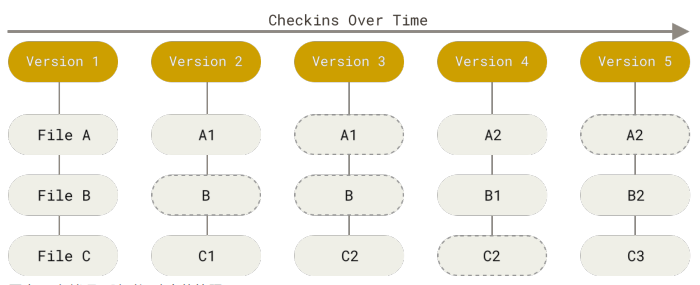 Checkins Over Time
Version 1 Version 2 Version 3 Version 4 Version 5
File A A1 A1 A2 A2
File B B B B1 B2
File C C1 C2 C2 C3